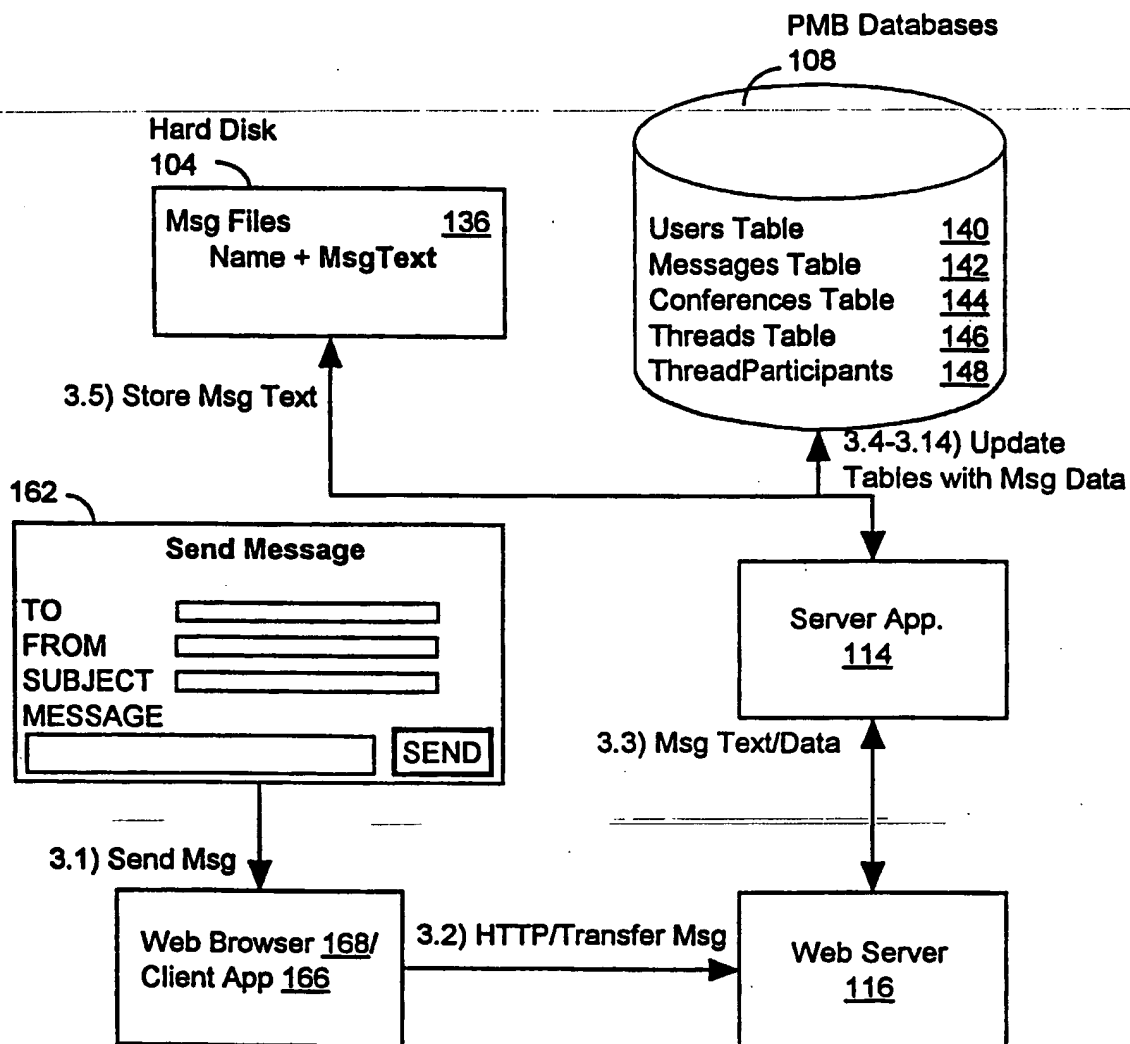 PMB Databases
108
Hard Disk
104
Msg Files 136
Name + MsgText
Users Table 140
Messages Table 142
Conferences Table 144
Threads Table 146
ThreadParticipants 148
3.5) Store Msg Text
3.4-3.14) Update
Tables with Msg Data
162
Send Message
TO
FROM
SUBJECT
MESSAGE
SEND
Server App.
114
3.3) Msg Text/Data
3.1) Send Msg
Web Browser 168/
Client App 166
3.2) HTTP/Transfer Msg
Web Server
116